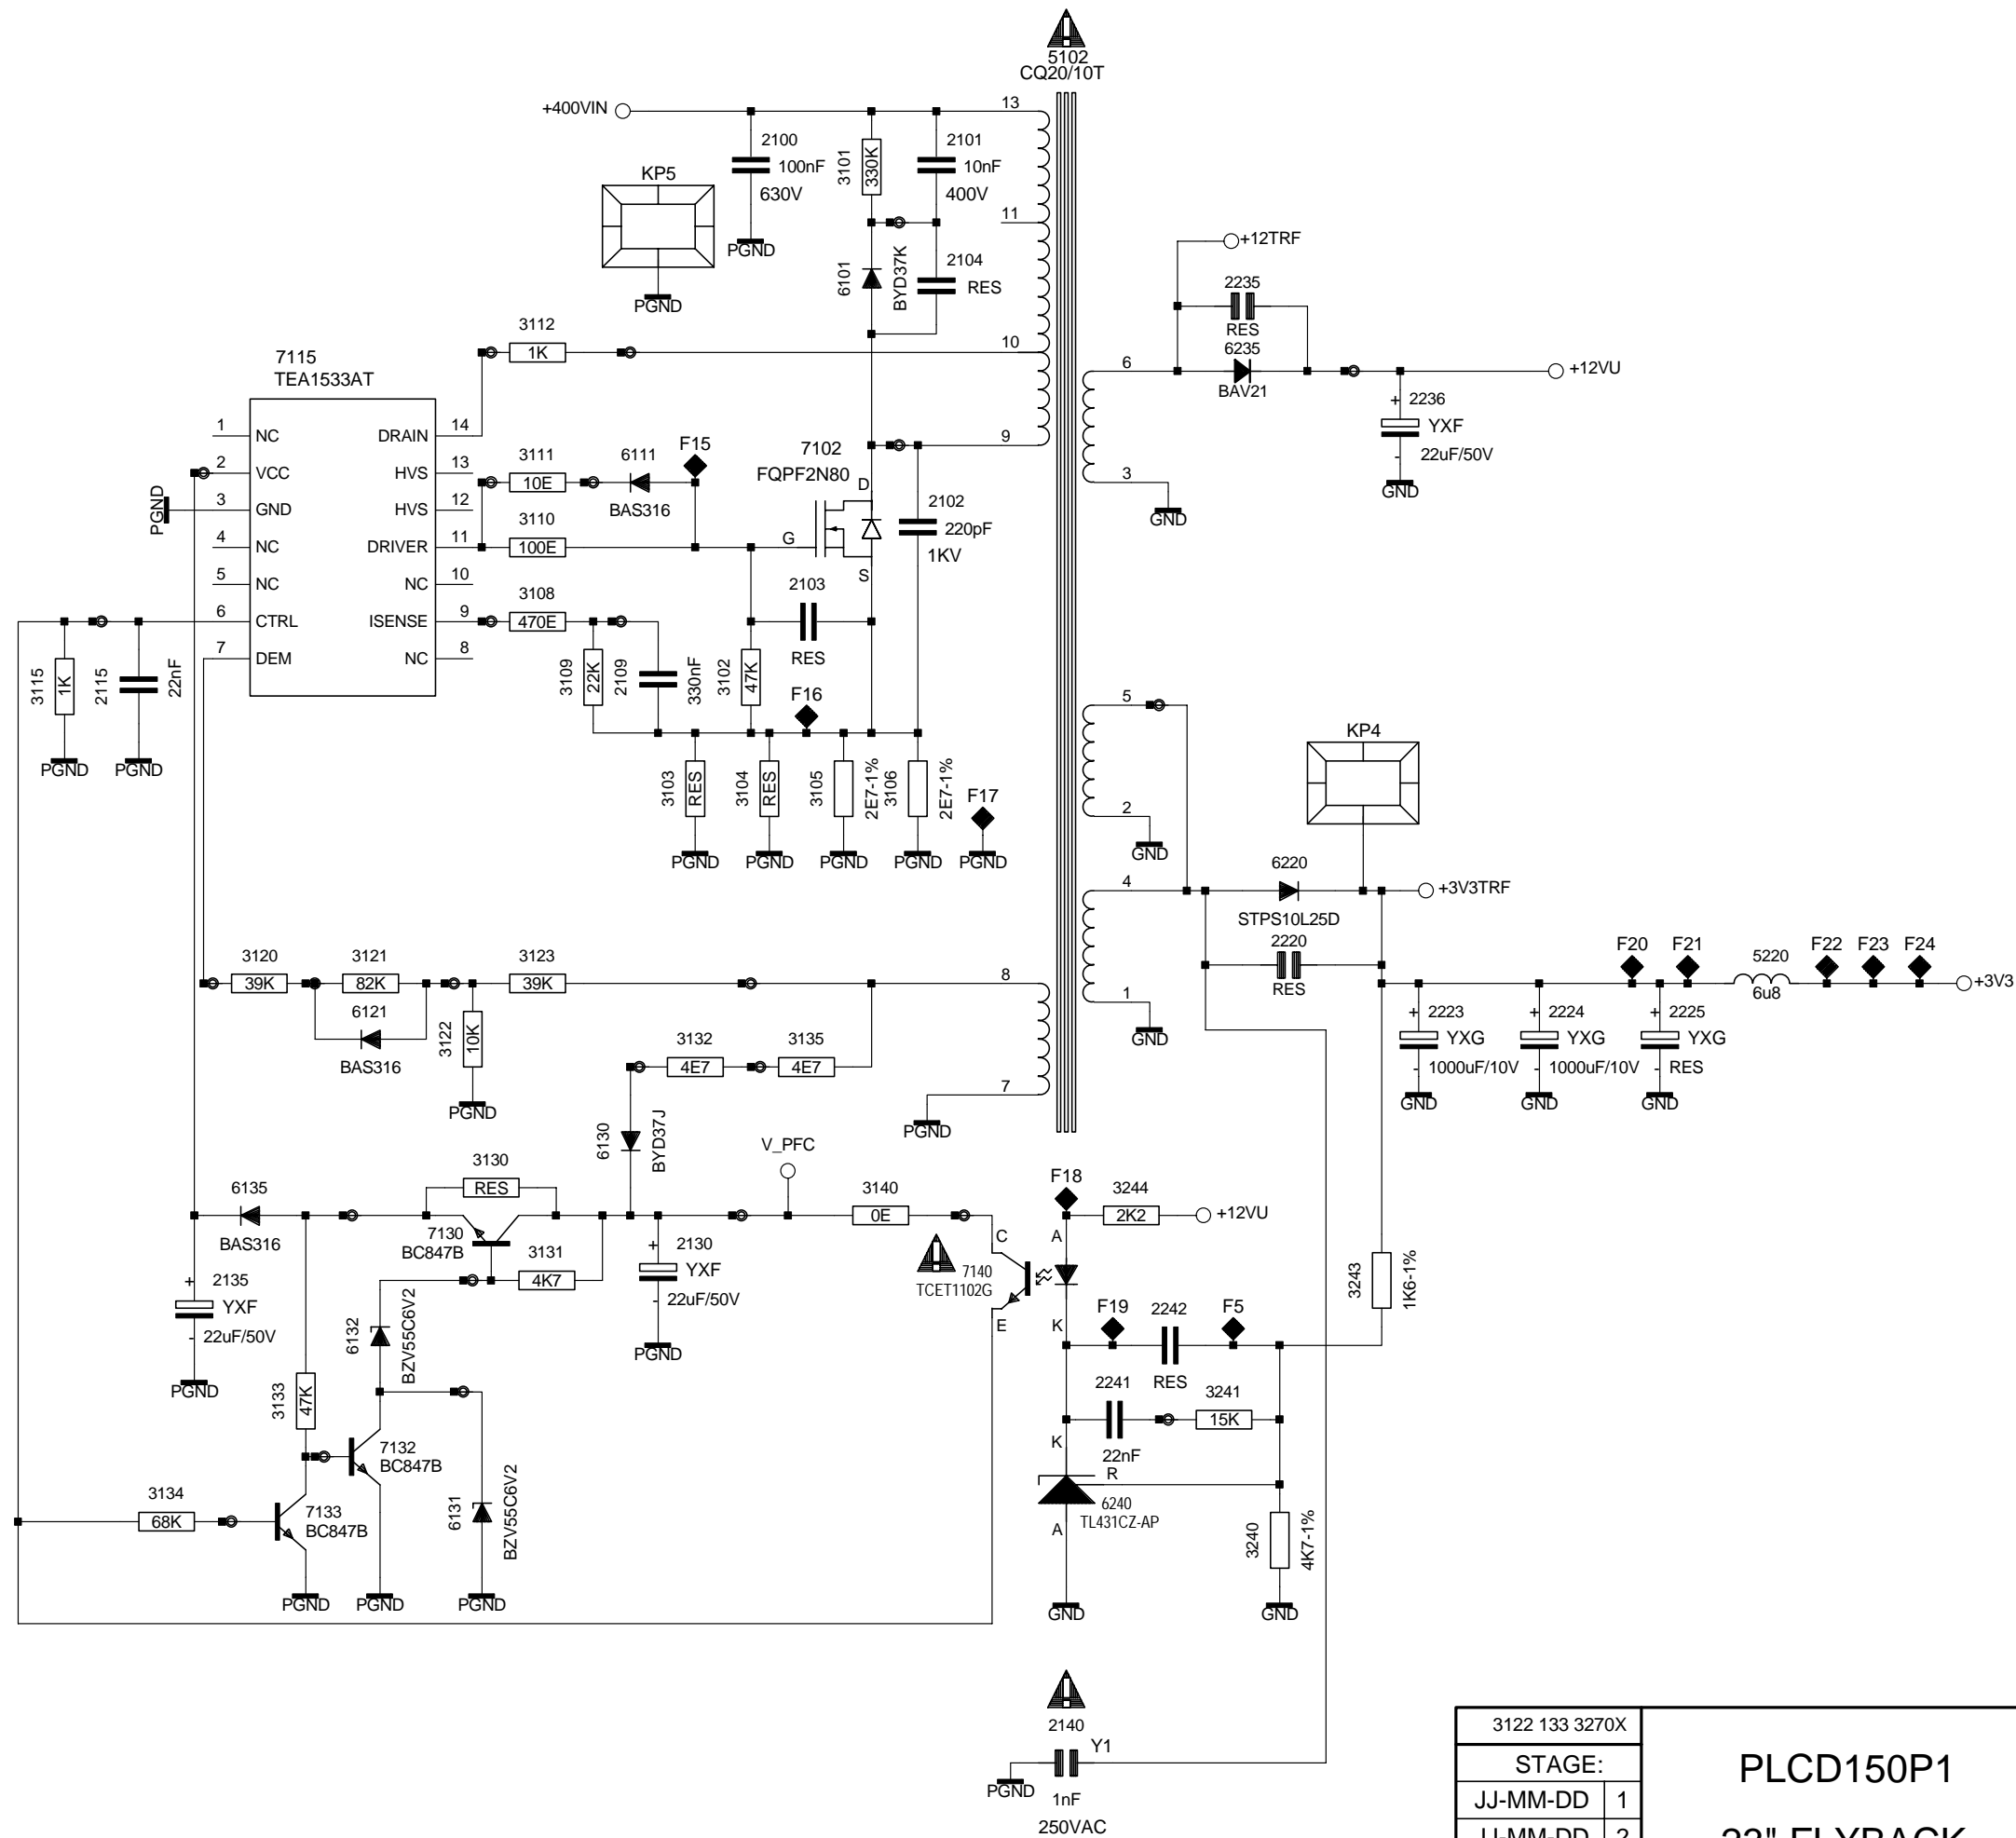 5102
CQ20/10T
+400VIN
13
2100
100nF
630V
3101
330K
2101
10nF
400V
KP5
PGND
PGND
11
6101
BYD37K
2104
RES
+12TRF
2235
RES
6235
BAV21
6
+12VU
+ 2236
YXF
- 22uF/50V
GND
3
GND
3112
1K
10
7115
TEA1533AT
1 NC
2 VCC
3 GND
4 NC
5 NC
6 CTRL
7 DEM
DRAIN 14
HVS 13
HVS 12
DRIVER 11
NC 10
ISENSE 9
NC 8
PGND
3111
10E
6111
BAS316
F15
3110
100E
3108
470E
7102
FQPF2N80
D
G
S
9
2102
220pF
1KV
2103
RES
3115
1K
2115
22nF
PGND
PGND
3109
22K
2109
330nF
3102
47K
F16
3103
RES
3104
RES
3105
2E7-1%
3106
2E7-1%
F17
PGND
PGND
PGND
PGND
PGND
5
2
GND
KP4
4
6220
STPS10L25D
+3V3TRF
2220
RES
1
GND
F20
F21
5220
6u8
F22
F23
F24
+3V3
+ 2223
YXG
- 1000uF/10V
GND
+ 2224
YXG
- 1000uF/10V
GND
+ 2225
YXG
- RES
GND
3120
39K
3121
82K
3123
39K
8
6121
BAS316
3122
10K
PGND
3132
4E7
3135
4E7
7
PGND
6130
BYD37J
V_PFC
3130
RES
6135
BAS316
7130
BC847B
3131
4K7
+ 2130
YXF
- 22uF/50V
PGND
3140
0E
C
7140
TCET1102G
E
F18
A
K
3244
2K2
+12VU
+ 2135
YXF
- 22uF/50V
PGND
6132
BZV55C6V2
3133
47K
7132
BC847B
6131
BZV55C6V2
3134
68K
7133
BC847B
PGND
PGND
PGND
F19
2242
RES
F5
2241
22nF
3241
15K
3243
1K6-1%
K
R
6240
TL431CZ-AP
A
GND
3240
4K7-1%
GND
2140
Y1
PGND
1nF
250VAC
3122 133 3270X
STAGE:
PLCD150P1
JJ-MM-DD 1
JJ-MM-DD 2
23" FLYBACK